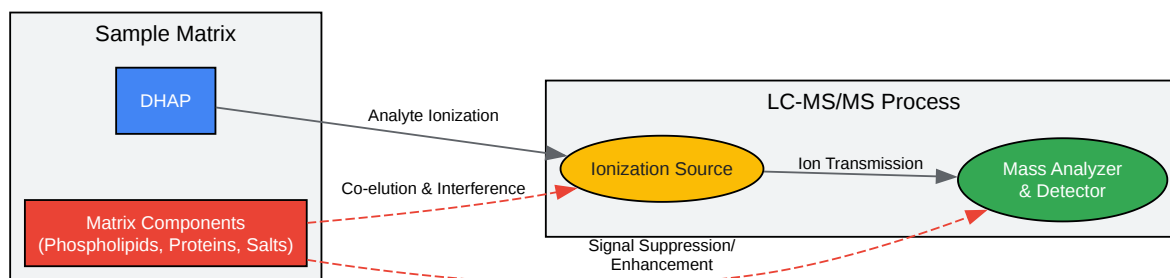 Sample Matrix
DHAP
Analyte Ionization
LC-MS/MS Process
Ionization Source
Ion Transmission
Mass Analyzer
& Detector
Co-elution & Interference
Matrix Components
(Phospholipids, Proteins, Salts)
Signal Suppression/
Enhancement